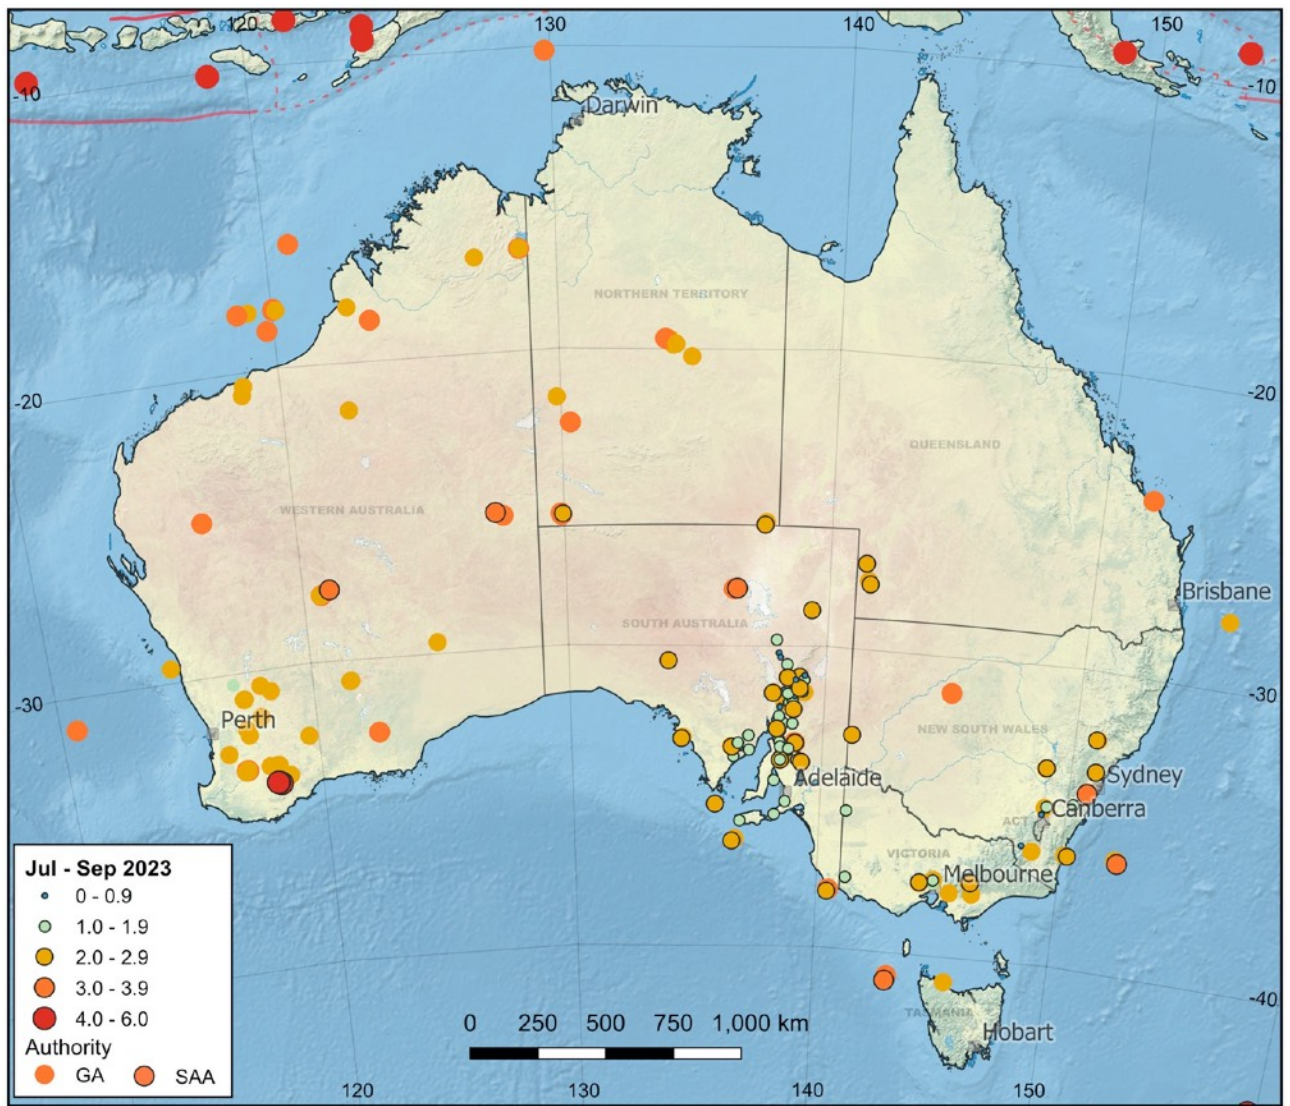 120 130 140 150
-10 -10
Darwin
NORTHERN TERRITORY
-20 -20
QUEENSLAND
WESTERN AUSTRALIA
Brisbane
SOUTH AUSTRALIA
-30 -30
Perth
NEW SOUTH WALES
Adelaide Sydney
Canberra
ACT
VICTORIA
Melbourne
Jul - Sep 2023
0 - 0.9
1.0 - 1.9
2.0 - 2.9
3.0 - 3.9
4.0 - 6.0
Authority
GA SAA
-40
TASMANIA
Hobart
0 250 500 750 1,000 km
120 130 140 150